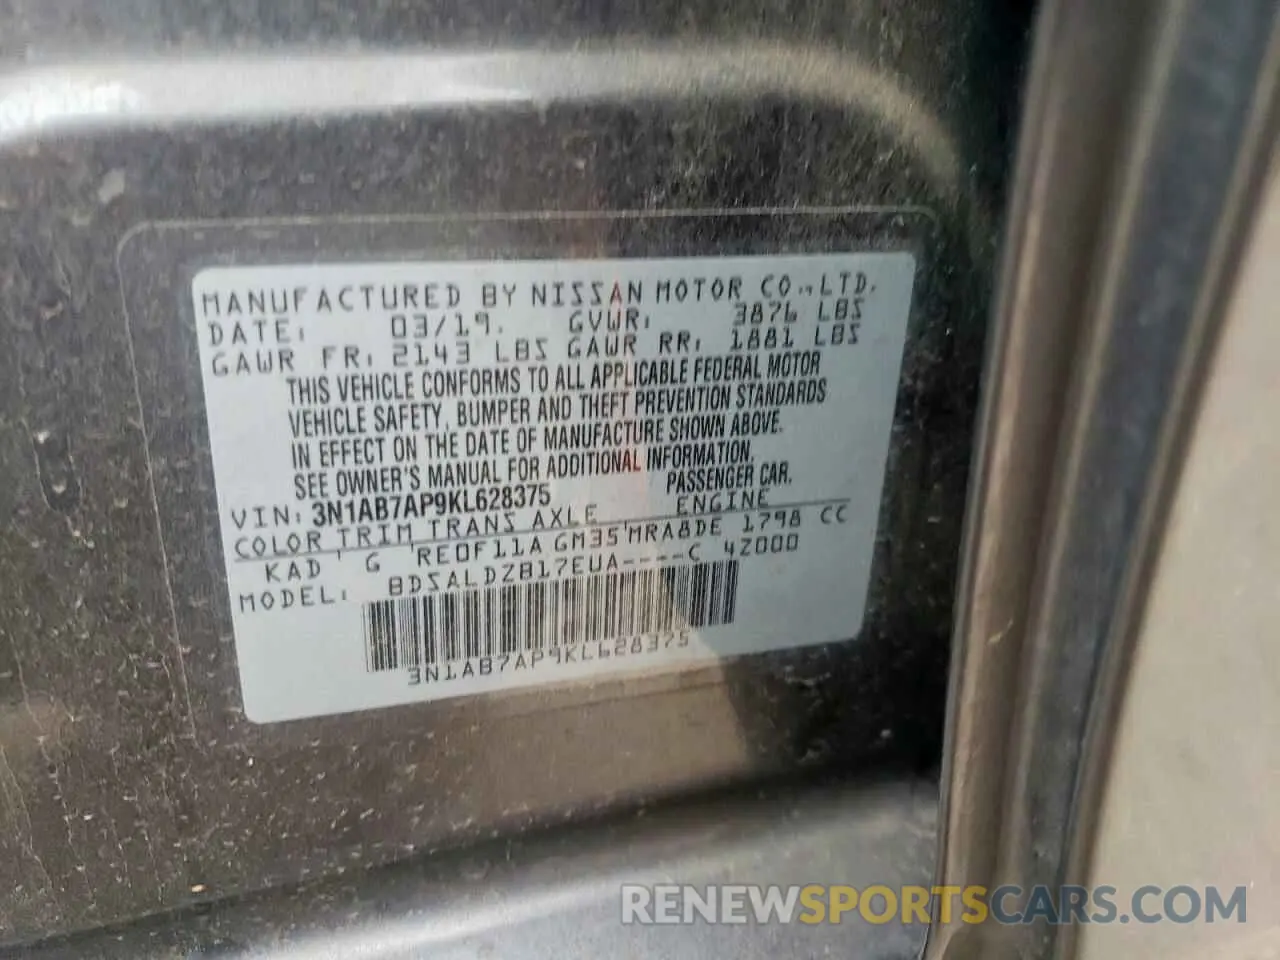 MANUFACTURED BY NISSAN MOTOR CO.,LTD.
DATE: 03/19. GVWR: 3876 LBS
GAWR FR: 2143 LBS GAWR RR: 1881 LBS
THIS VEHICLE CONFORMS TO ALL APPLICABLE FEDERAL MOTOR
VEHICLE SAFETY, BUMPER AND THEFT PREVENTION STANDARDS
IN EFFECT ON THE DATE OF MANUFACTURE SHOWN ABOVE.
SEE OWNER'S MANUAL FOR ADDITIONAL INFORMATION.
VIN: 3N1AB7AP9KL628375 PASSENGER CAR.
COLOR TRIM TRANS AXLE ENGINE
KAD ' G 'RE0F11A GM35'MRA8DE 1798 CC
MODEL: BDSALDZB17EUA----C 4Z000
3N1AB7AP9KL628375
RENEWSPORTSCARS.COM